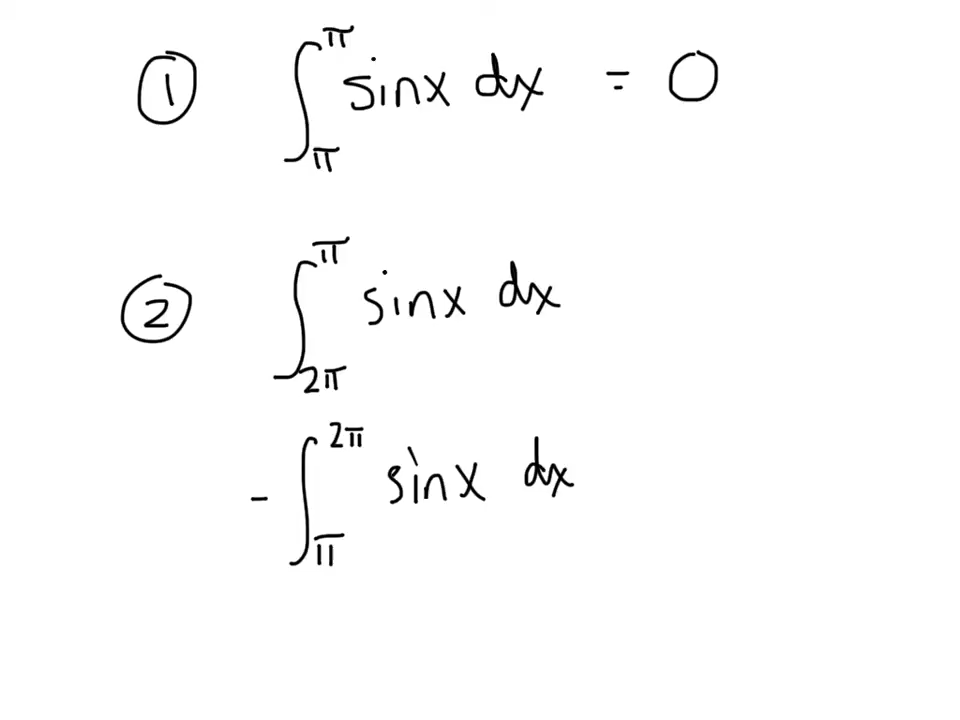 ① ∫_π^π sinx dx = 0
② ∫_2π^π sinx dx
- ∫_π^2π sinx dx